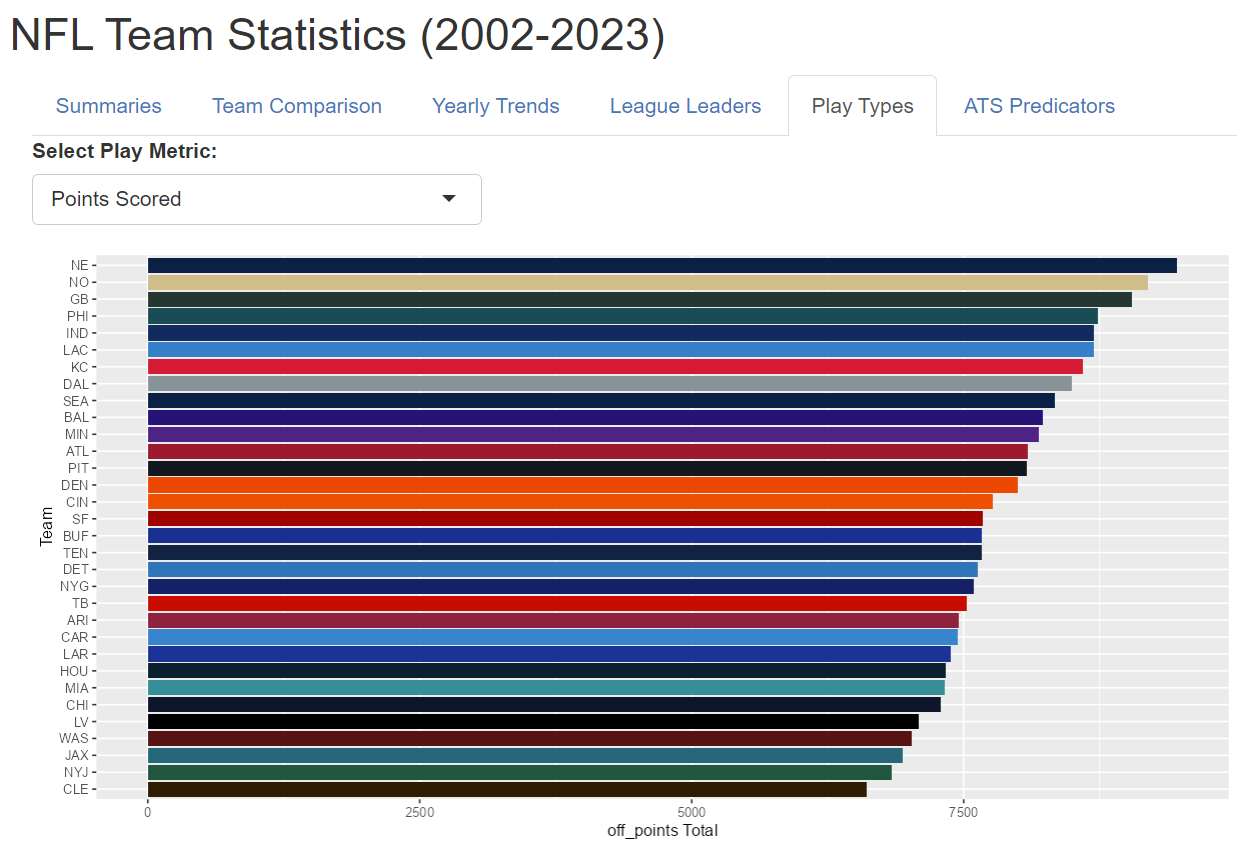 NFL Team Statistics (2002-2023)
Summaries Team Comparison Yearly Trends League Leaders Play Types ATS Predicators
Select Play Metric:
Points Scored
NE
NO
GB
PHI
IND
LAC
KC
DAL
SEA
BAL
MIN
ATL
PIT
DEN
CIN
SF
BUF
TEN
DET
NYG
TB
ARI
CAR
LAR
HOU
MIA
CHI
LV
WAS
JAX
NYJ
CLE
Team
0 2500 5000 7500
off_points Total